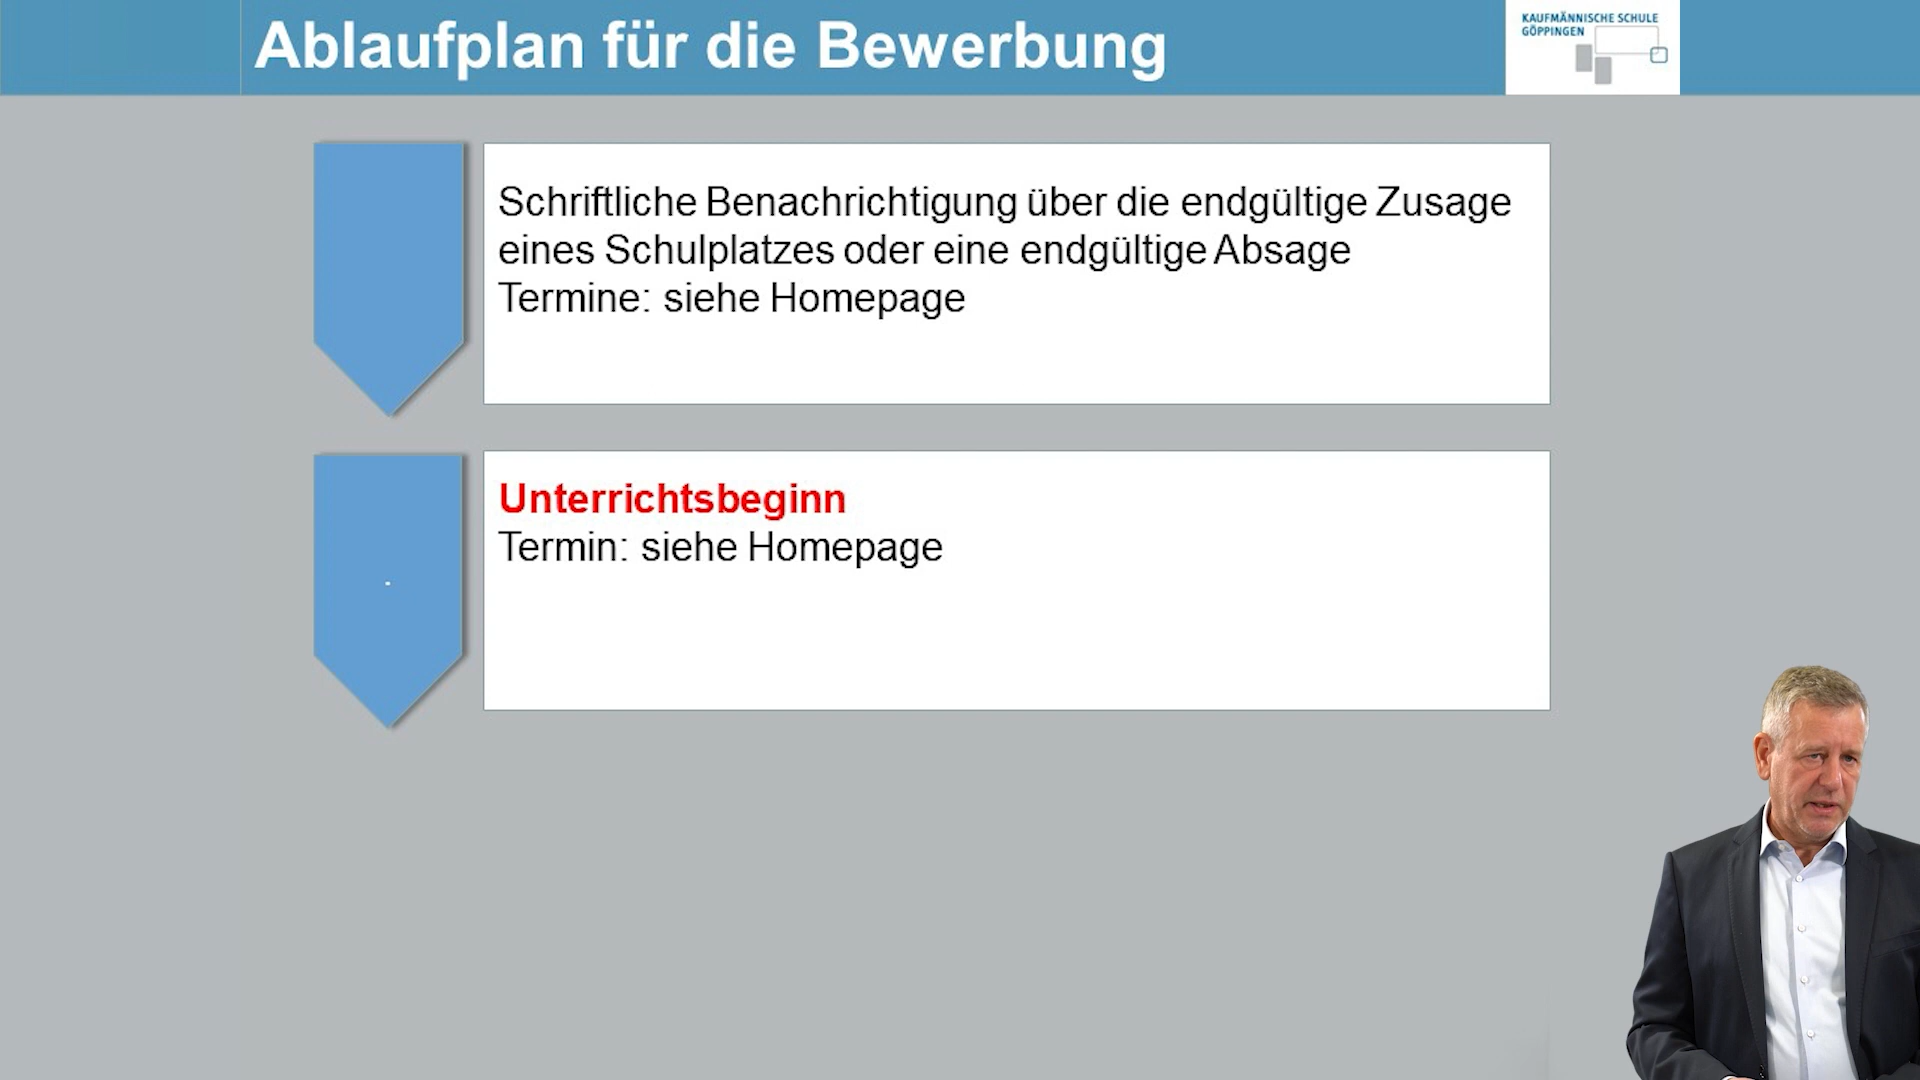 Ablaufplan für die Bewerbung
KAUFMÄNNISCHE SCHULE
GÖPPINGEN
Schriftliche Benachrichtigung über die endgültige Zusage
eines Schulplatzes oder eine endgültige Absage
Termine: siehe Homepage
Unterrichtsbeginn
Termin: siehe Homepage